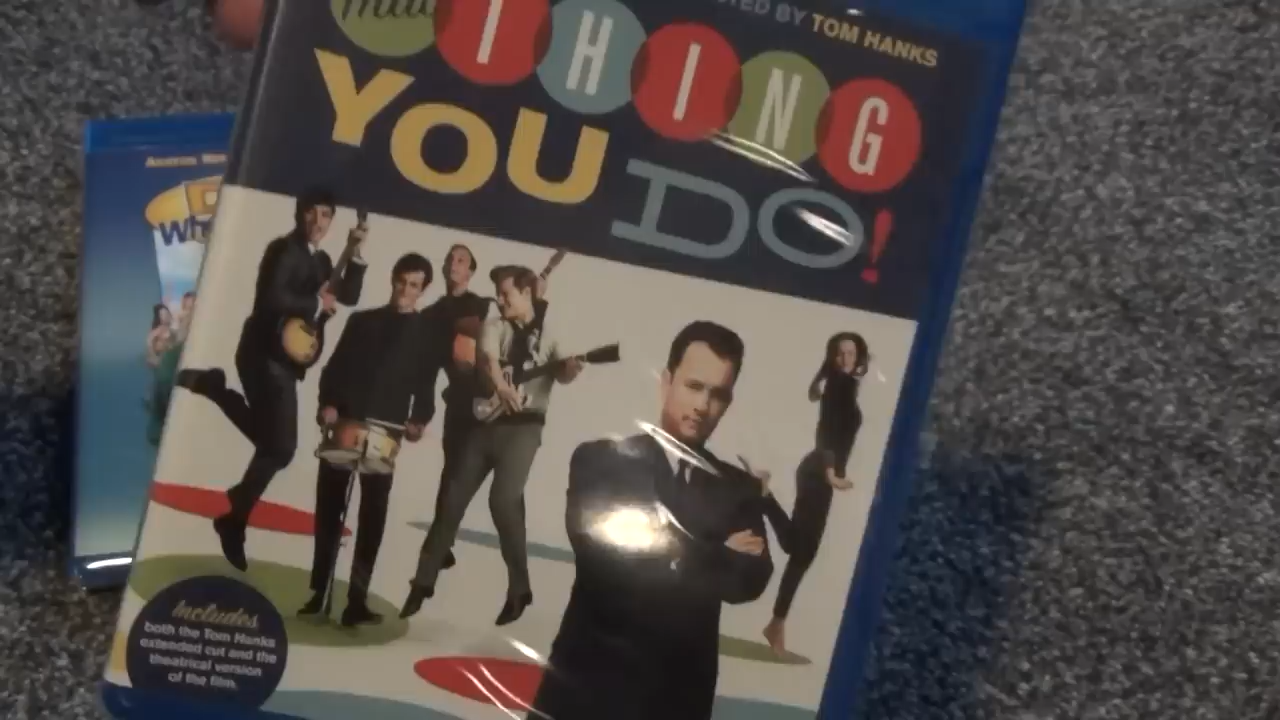 TED BY TOM HANKS
THING
YOU DO!
Includes
both the Tom Hanks
extended cut and the
theatrical version
of the film.